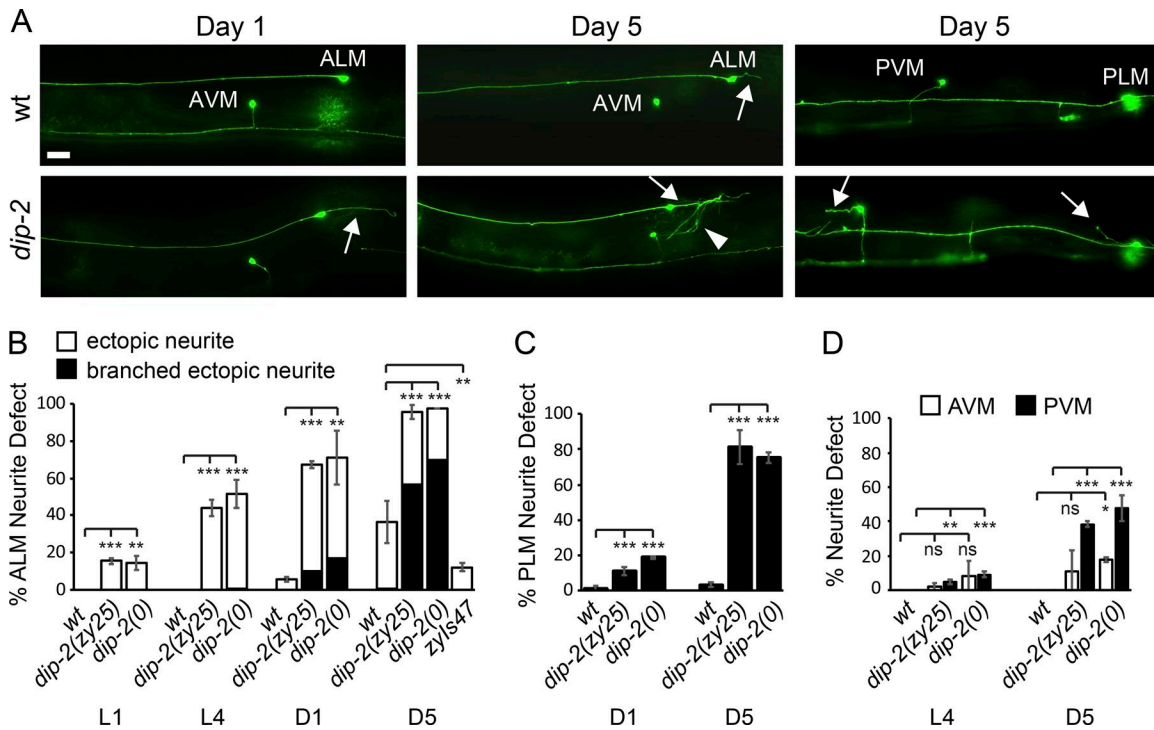 A
Day 1
Day 5
Day 5
wt
ALM
AVM
ALM
AVM
PVM
PLM
dip-2
B
ectopic neurite
branched ectopic neurite
% ALM Neurite Defect
100
80
60
40
20
0
*** **
*** ***
*** **
*** *** **
wt
dip-2(zy25)
dip-2(0)
wt
dip-2(zy25)
dip-2(0)
wt
dip-2(zy25)
dip-2(0)
wt
dip-2(zy25)
dip-2(0)
zyIs47
L1 L4 D1 D5
C
% PLM Neurite Defect
100
80
60
40
20
0
*** ***
*** ***
wt
dip-2(zy25)
dip-2(0)
wt
dip-2(zy25)
dip-2(0)
D1 D5
D
AVM PVM
% Neurite Defect
100
80
60
40
20
0
** ***
ns ns
*** ***
ns *
wt
dip-2(zy25)
dip-2(0)
wt
dip-2(zy25)
dip-2(0)
L4 D5